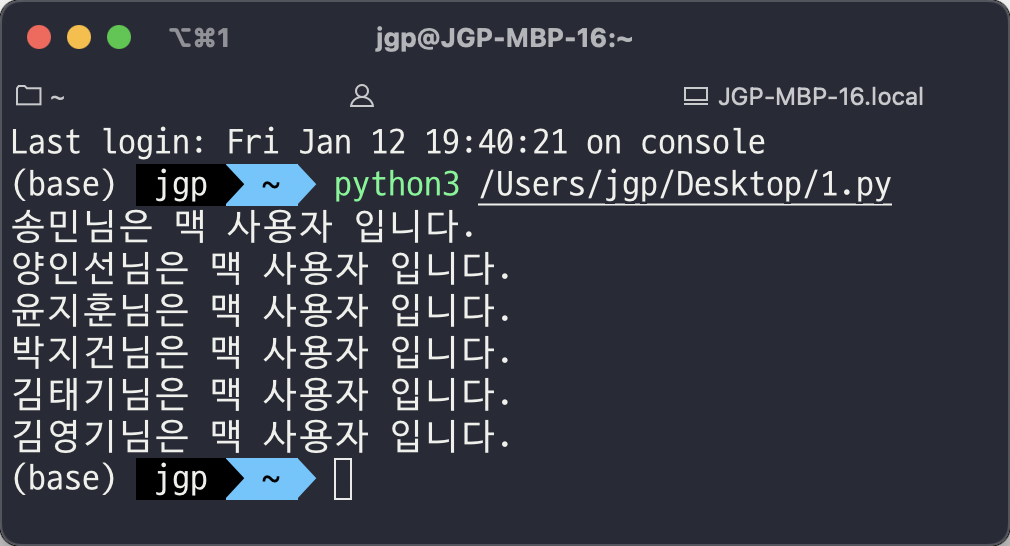 ⌥⌘1 jgp@JGP-MBP-16:~
~ JGP-MBP-16.local
Last login: Fri Jan 12 19:40:21 on console
(base) jgp ~ python3 /Users/jgp/Desktop/1.py
송민님은 맥 사용자 입니다.
양인선님은 맥 사용자 입니다.
윤지훈님은 맥 사용자 입니다.
박지건님은 맥 사용자 입니다.
김태기님은 맥 사용자 입니다.
김영기님은 맥 사용자 입니다.
(base) jgp ~